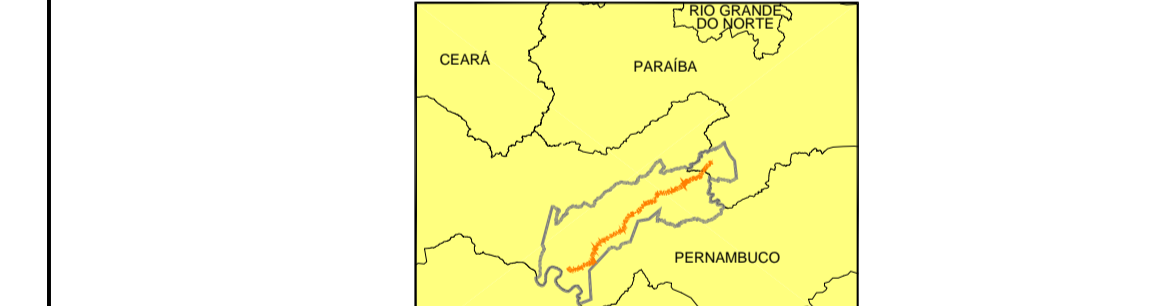 RIO GRANDE
DO NORTE
CEARÁ
PARAÍBA
PERNAMBUCO